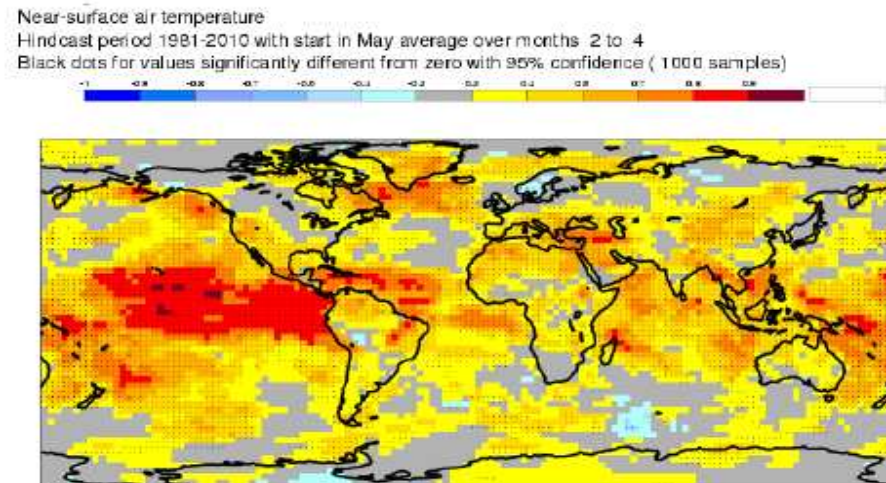 Near-surface air temperature
Hindcast period 1981-2010 with start in May average over months 2 to 4
Black dots for values significantly different from zero with 95% confidence ( 1000 samples)